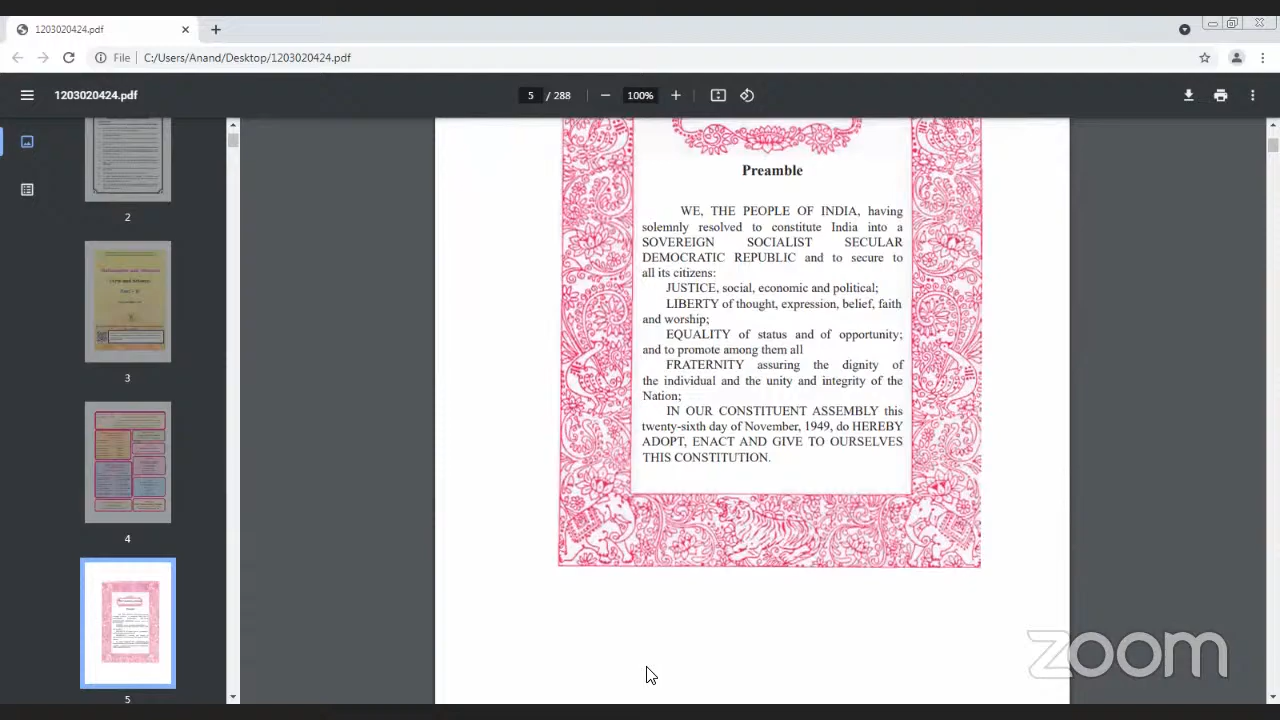 1203020424.pdf
File
C:/Users/Anand/Desktop/1203020424.pdf
1203020424.pdf
5 / 288
100%
2
3
4
5
Preamble
WE, THE PEOPLE OF INDIA, having
solemnly resolved to constitute India into a
SOVEREIGN SOCIALIST SECULAR
DEMOCRATIC REPUBLIC and to secure to
all its citizens:
JUSTICE, social, economic and political;
LIBERTY of thought, expression, belief, faith
and worship;
EQUALITY of status and of opportunity;
and to promote among them all
FRATERNITY assuring the dignity of
the individual and the unity and integrity of the
Nation;
IN OUR CONSTITUENT ASSEMBLY this
twenty-sixth day of November, 1949, do HEREBY
ADOPT, ENACT AND GIVE TO OURSELVES
THIS CONSTITUTION.
zoom